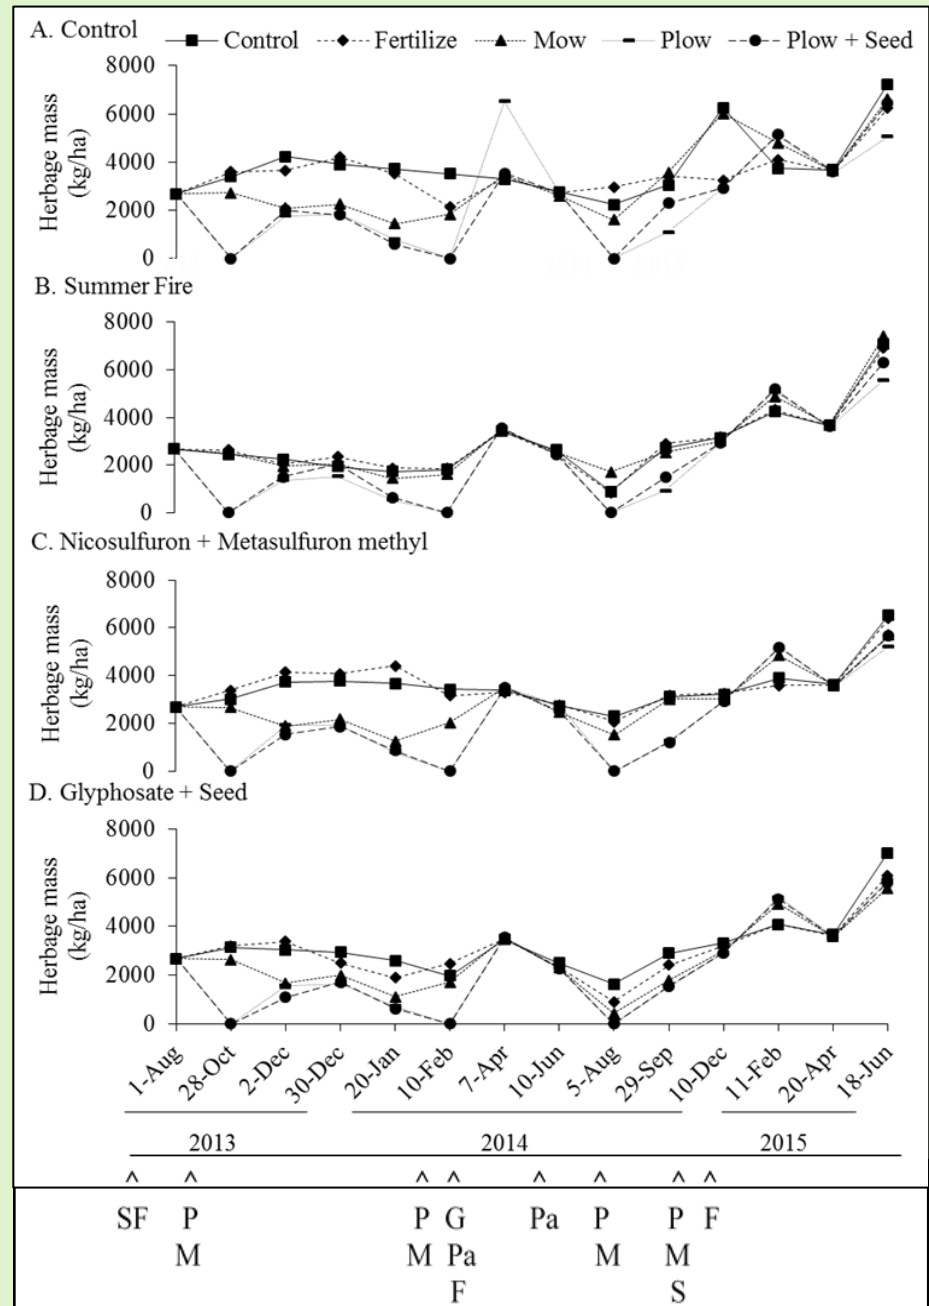 A. Control
Control Fertilize Mow Plow Plow + Seed
Herbage mass
(kg/ha)
8000
6000
4000
2000
0
B. Summer Fire
Herbage mass
(kg/ha)
8000
6000
4000
2000
0
C. Nicosulfuron + Metasulfuron methyl
Herbage mass
(kg/ha)
8000
6000
4000
2000
0
D. Glyphosate + Seed
Herbage mass
(kg/ha)
8000
6000
4000
2000
0
1-Aug 28-Oct 2-Dec 30-Dec 20-Jan 10-Feb 7-Apr 10-Jun 5-Aug 29-Sep 10-Dec 11-Feb 20-Apr 18-Jun
2013 2014 2015
^ ^ ^ ^ ^ ^ ^ ^
SF P P G Pa P P F
M M Pa M M
F S